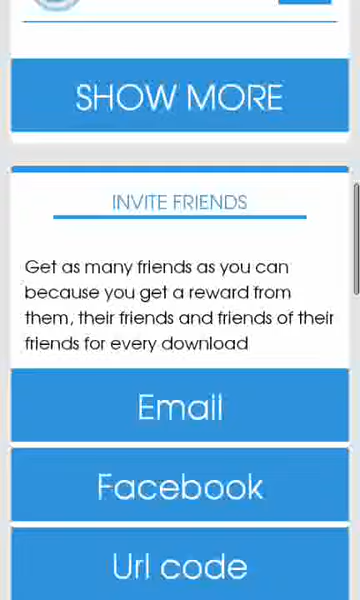 SHOW MORE
INVITE FRIENDS
Get as many friends as you can
because you get a reward from
them, their friends and friends of their
friends for every download
Email
Facebook
Url code